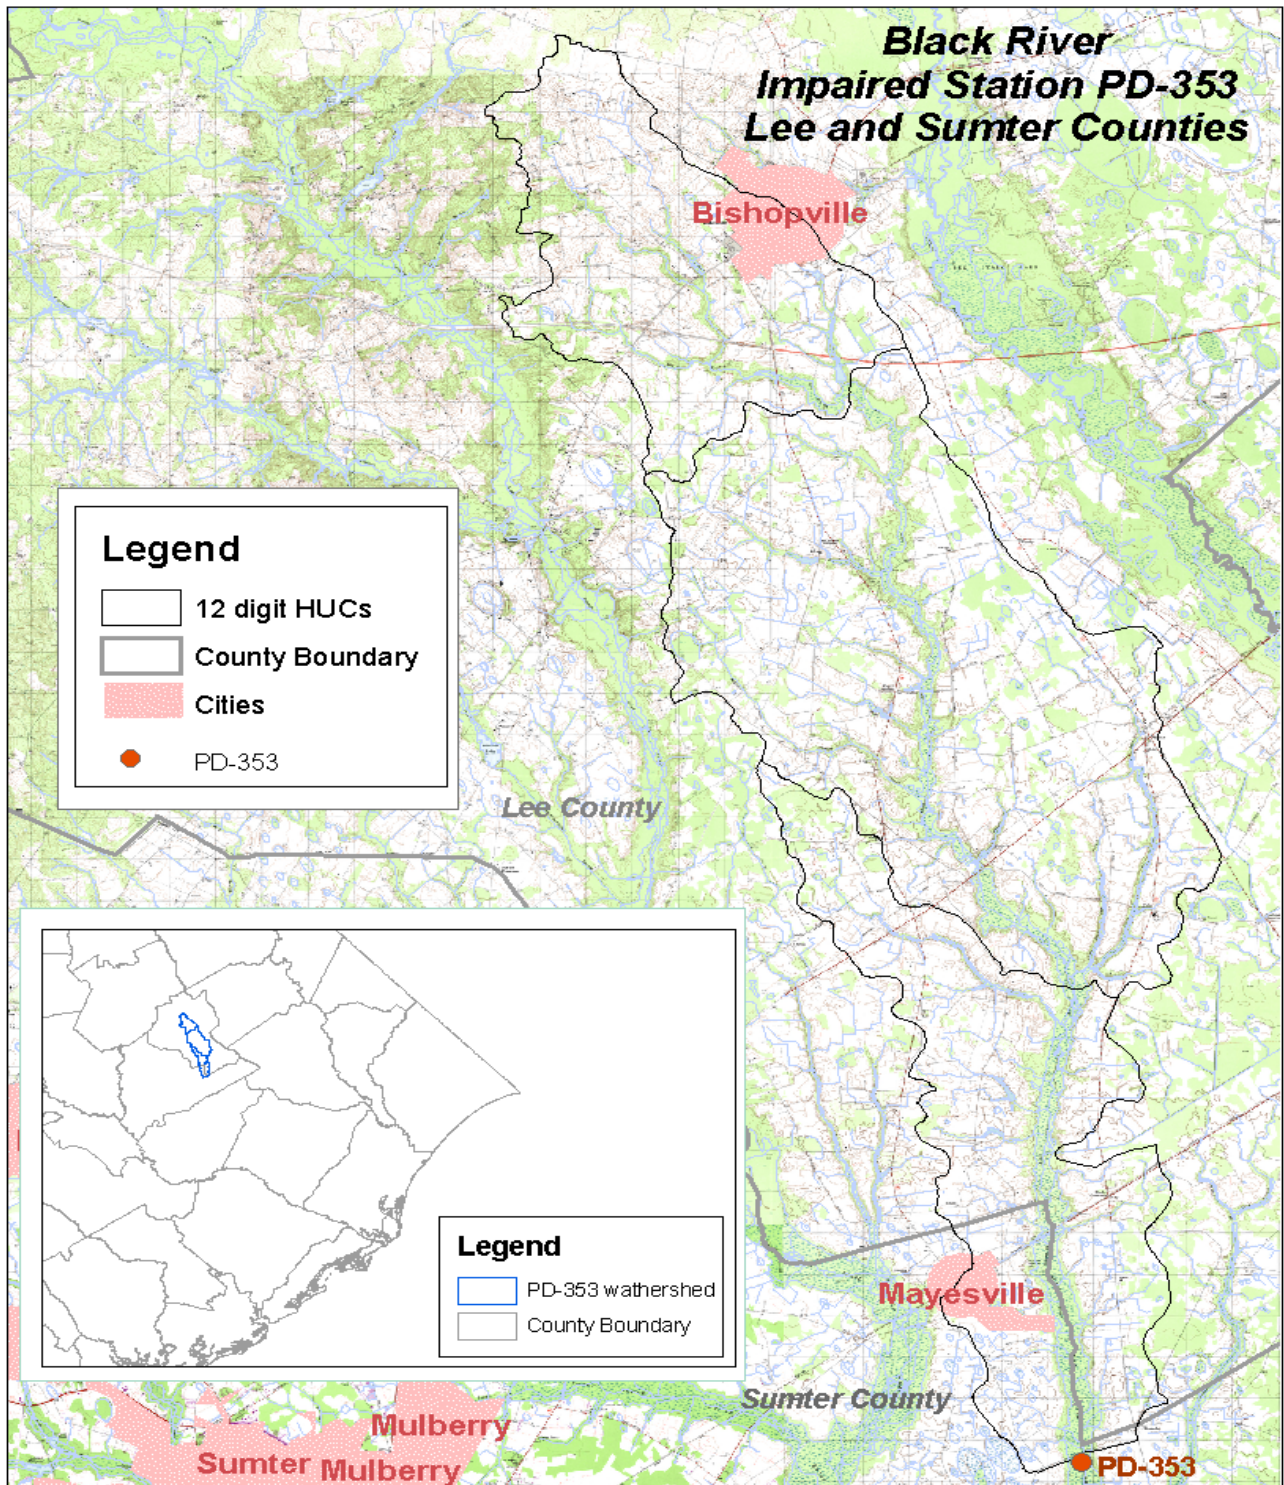 Black River
Impaired Station PD-353
Lee and Sumter Counties
Bishopville
Legend
12 digit HUCs
County Boundary
Cities
PD-353
Lee County
Legend
PD-353 wathershed
County Boundary
Mayesville
Sumter County
Mulberry
Sumter
Mulberry
PD-353